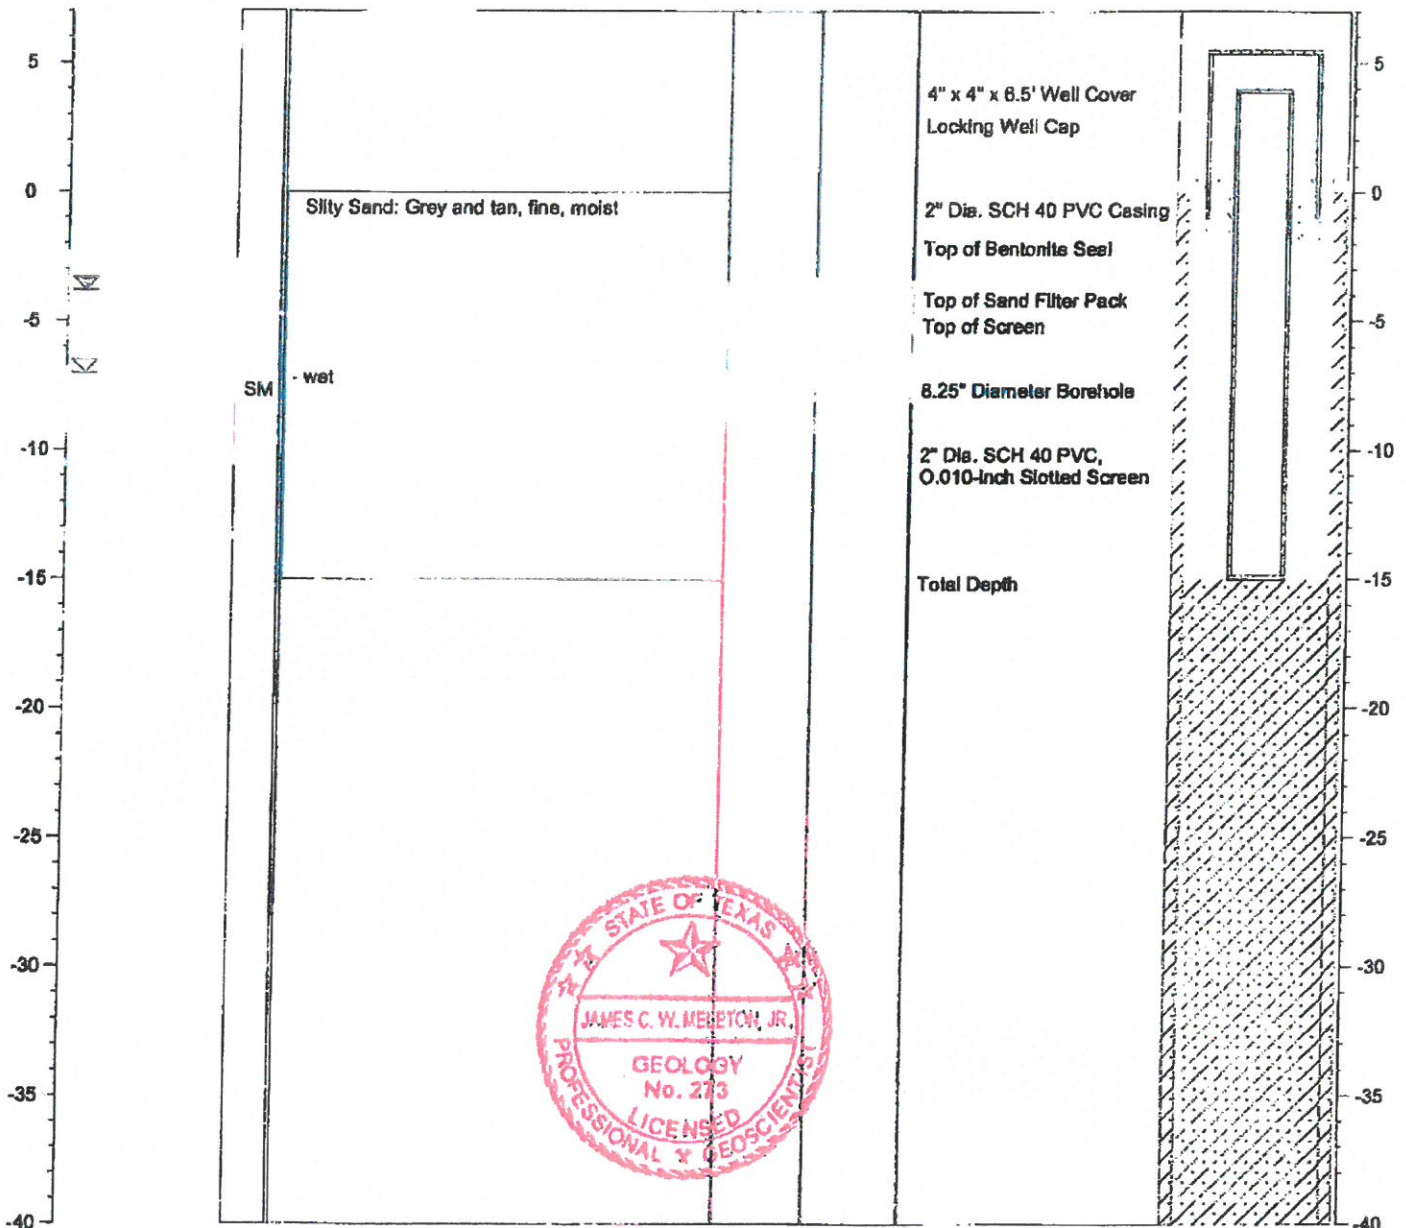 5
5
4" x 4" x 6.5' Well Cover
Locking Well Cap
0
0
Silty Sand: Grey and tan, fine, moist
2" Dia. SCH 40 PVC Casing
Top of Bentonite Seal
Top of Sand Filter Pack
-5
-5
Top of Screen
- wet
SM
8.25" Diameter Borehole
-10
-10
2" Dia. SCH 40 PVC,
0.010-Inch Slotted Screen
-15
-15
Total Depth
-20
-20
-25
-25
STATE OF TEXAS
-30
-30
JAMES C. W. MELETON, JR.
GEOLOGY
No. 273
-35
-35
LICENSED
PROFESSIONAL GEOSCIENTIST
-40
-40